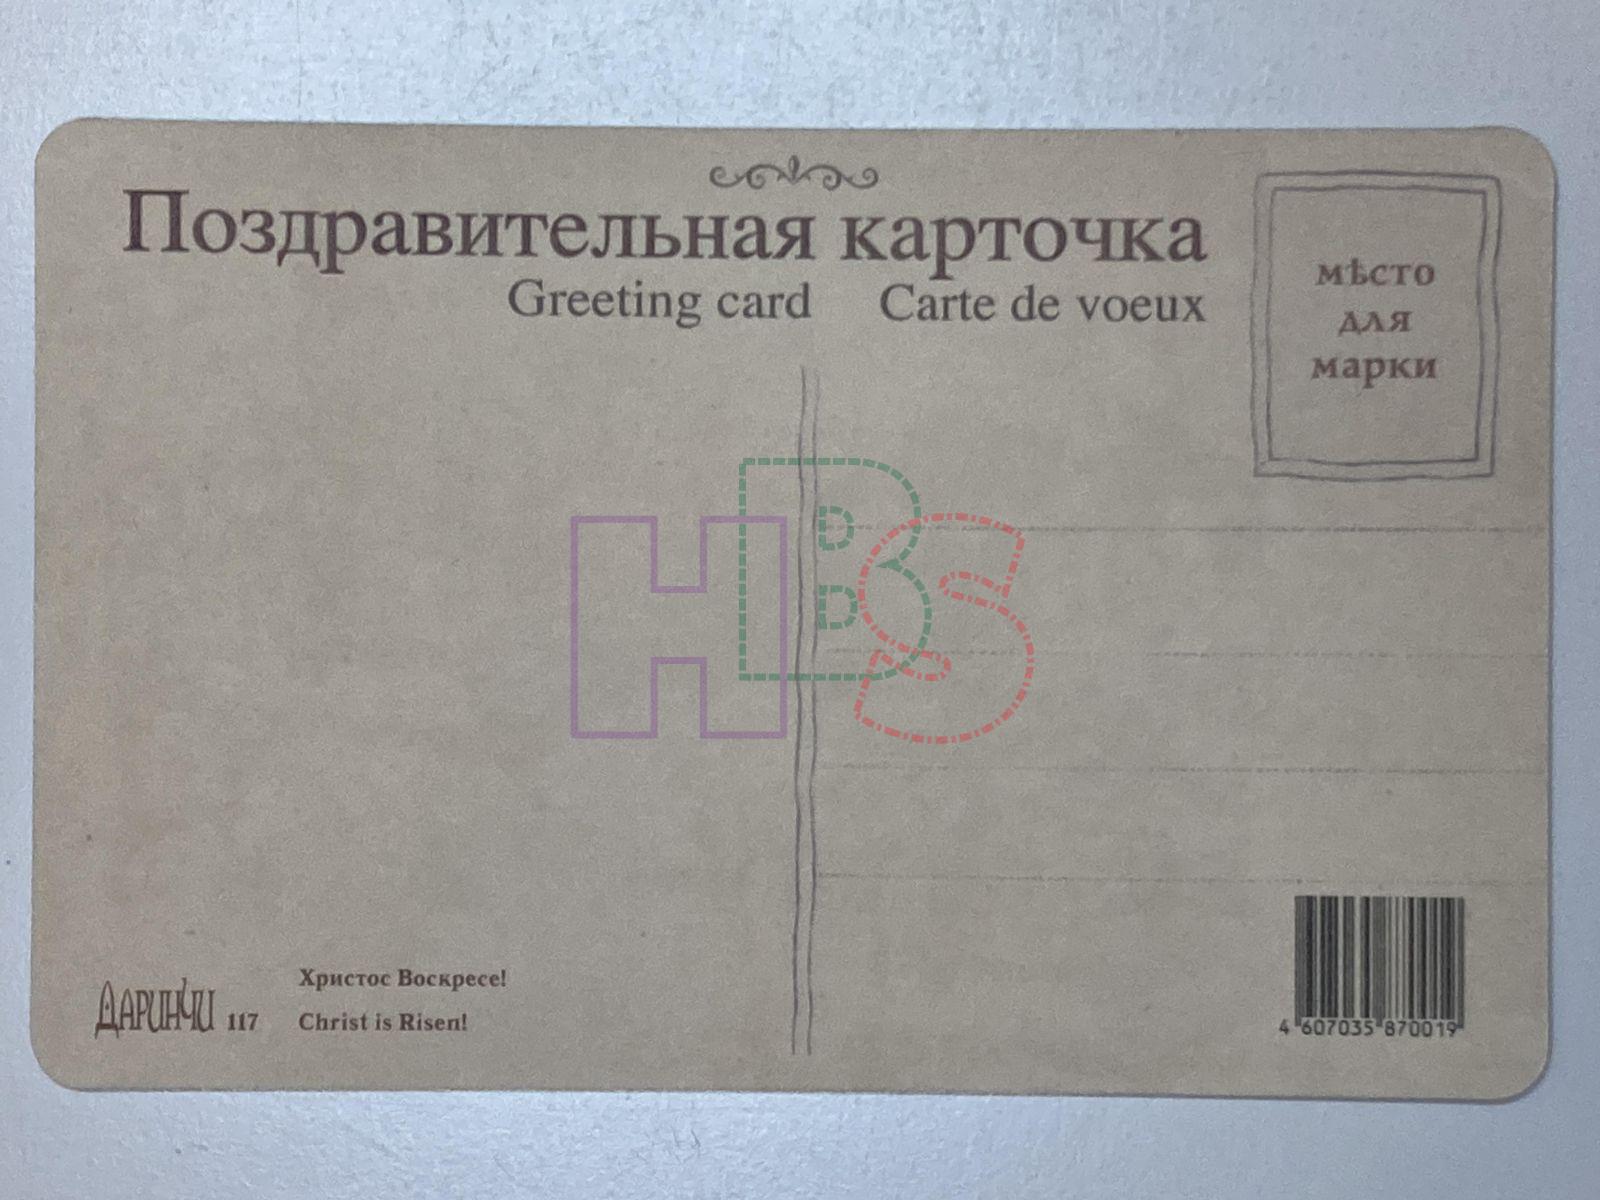 Поздравительная карточка
Greeting card Carte de voeux
мѣсто
для
марки
HBS
Христос Воскресе!
ДАРИНЧИ 117 Christ is Risen!
4 607035 870019